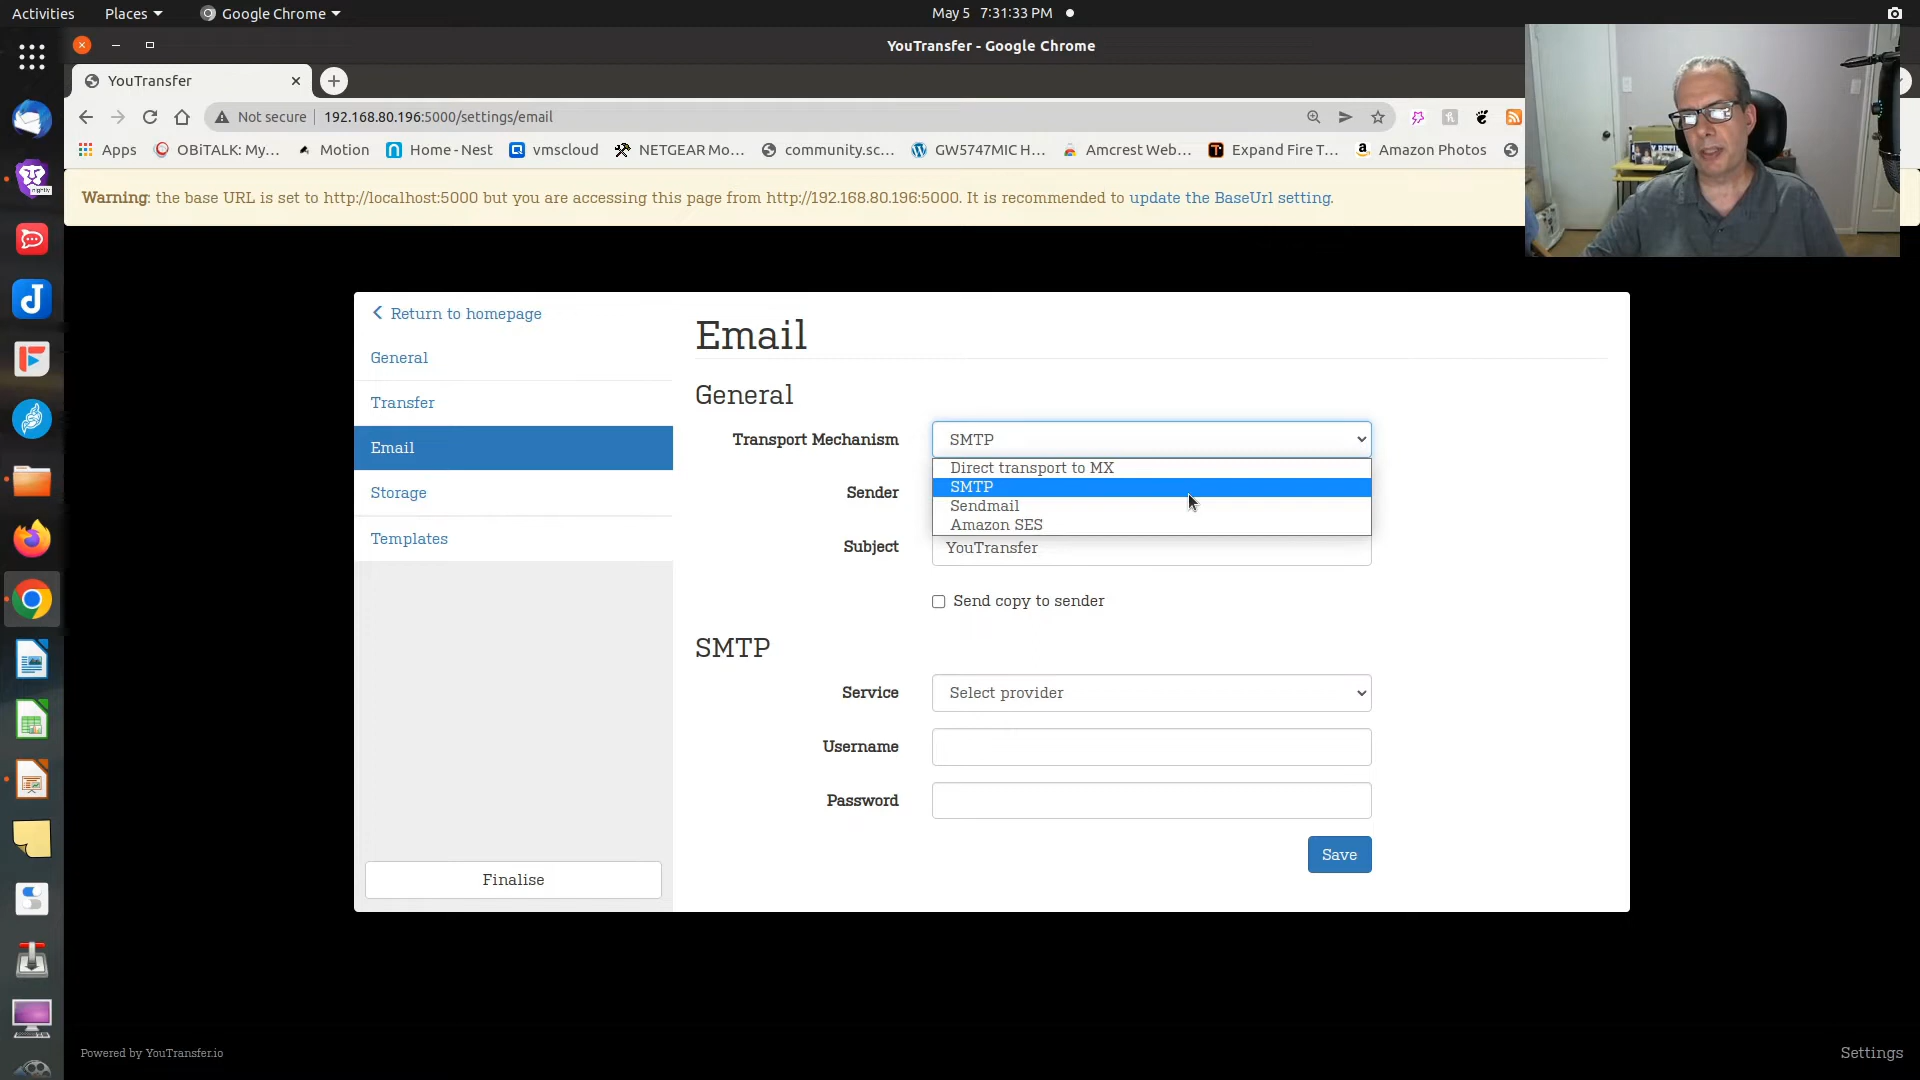 Activities Places Google Chrome May 5 7:31:33 PM
YouTransfer - Google Chrome
YouTransfer
Not secure 192.168.80.196:5000/settings/email
Apps OBiTALK: My... Motion Home - Nest vmscloud NETGEAR Mo... community.sc... GW5747MIC H... Amcrest Web... Expand Fire T... Amazon Photos
Warning: the base URL is set to http://localhost:5000 but you are accessing this page from http://192.168.80.196:5000. It is recommended to update the BaseUrl setting.
Return to homepage
General
Transfer
Email
Storage
Templates
Finalise
Email
General
Transport Mechanism SMTP
Direct transport to MX
SMTP
Sendmail
Amazon SES
Sender
Subject YouTransfer
Send copy to sender
SMTP
Service Select provider
Username
Password
Save
Powered by YouTransfer.io
Settings